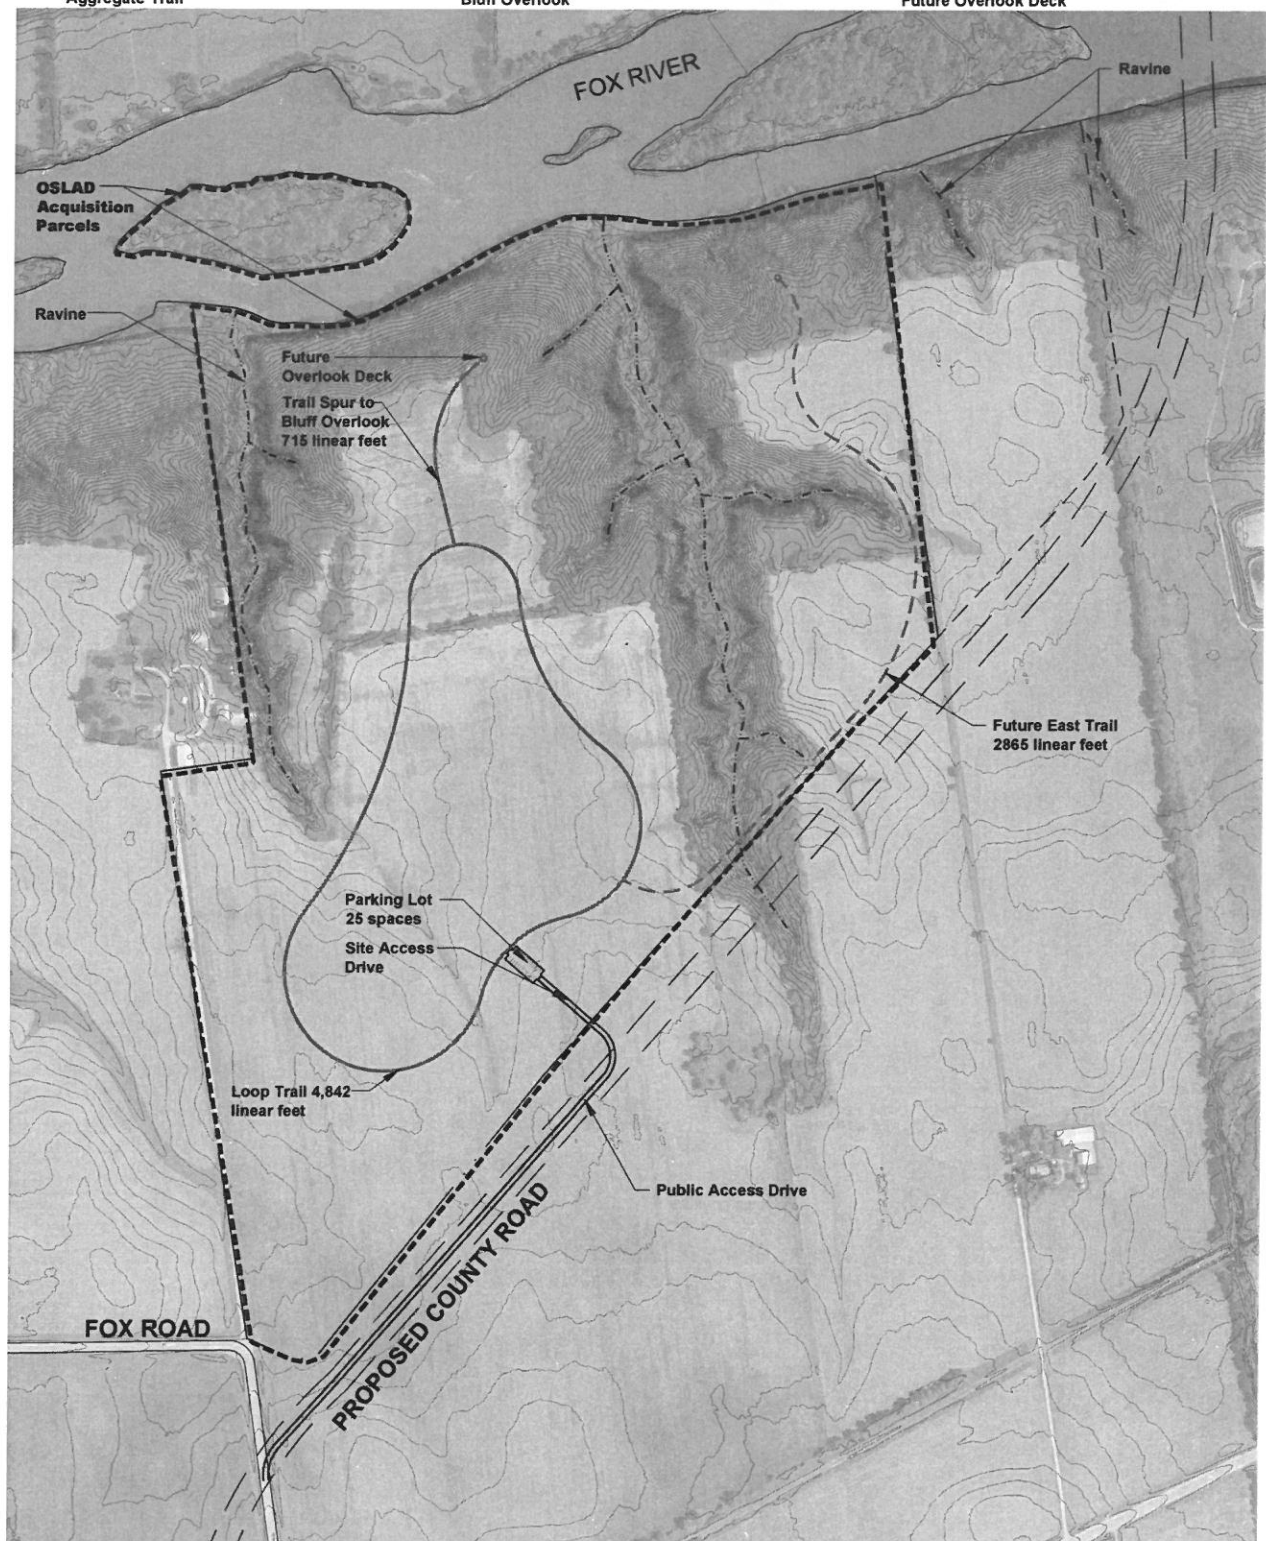 Aggregate Trail
Bluff Overlook
Future Overlook Deck
FOX RIVER
Ravine
OSLAD
Acquisition
Parcels
Ravine
Future
Overlook Deck
Trail Spur to
Bluff Overlook
715 linear feet
Future East Trail
2865 linear feet
Parking Lot
25 spaces
Site Access
Drive
Loop Trail 4,842
linear feet
Public Access Drive
PROPOSED COUNTY ROAD
FOX ROAD